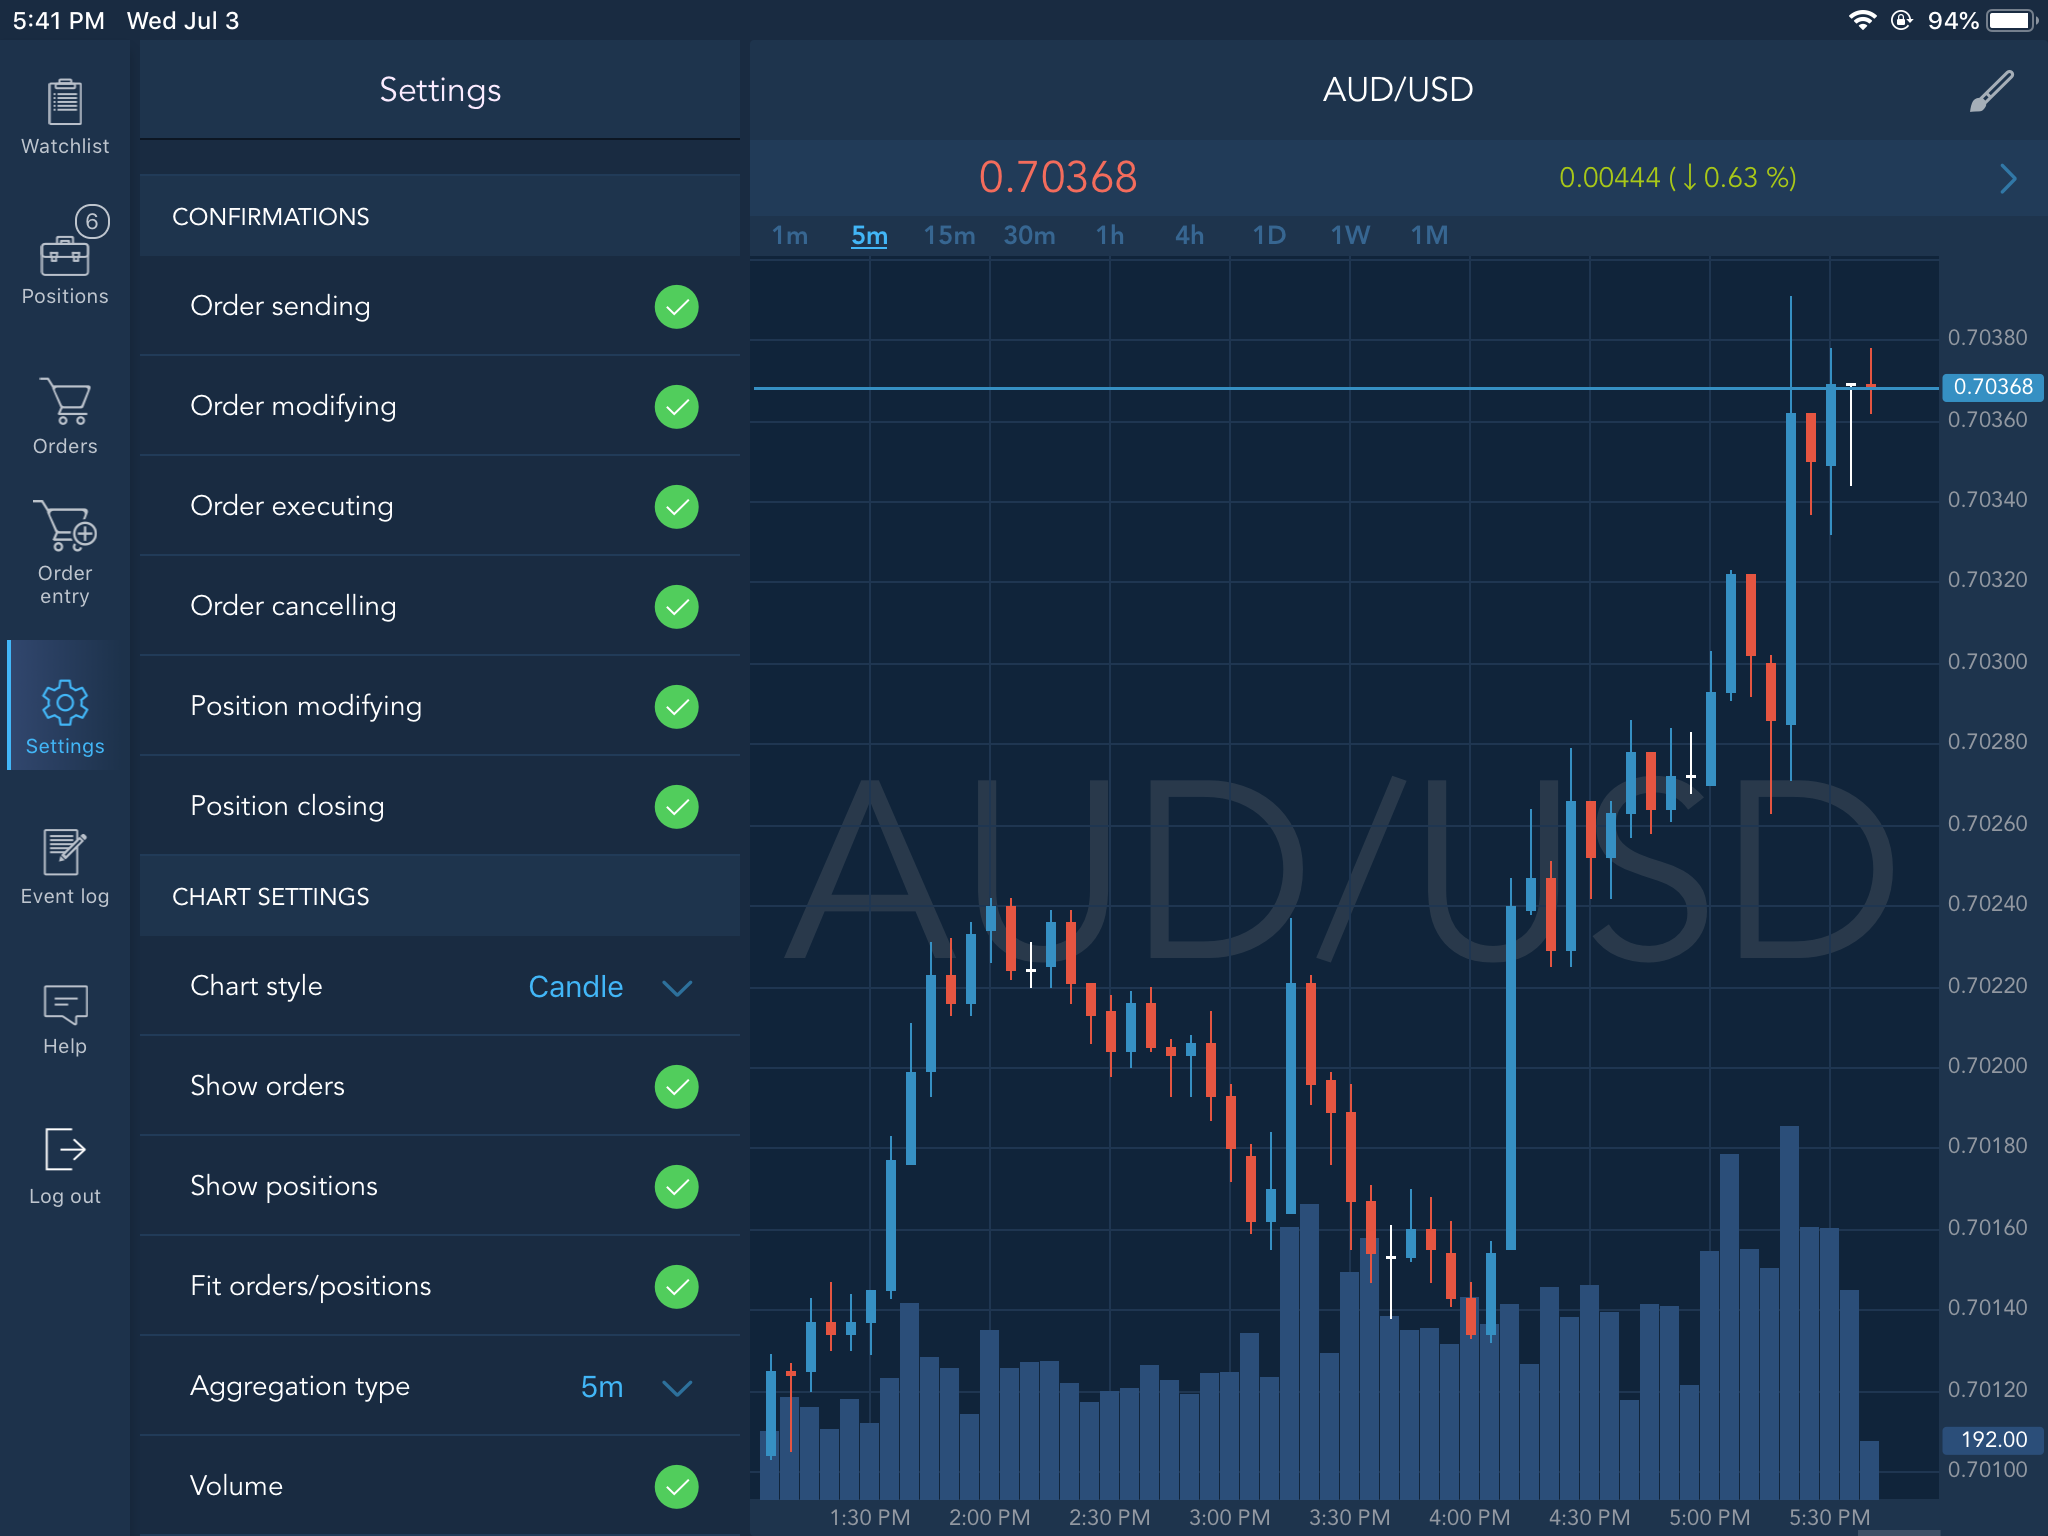 5:41 PM Wed Jul 3
94%
Watchlist
6
Positions
Orders
Order
entry
Settings
Event log
Help
Log out
Settings
CONFIRMATIONS
Order sending
Order modifying
Order executing
Order cancelling
Position modifying
Position closing
CHART SETTINGS
Chart style Candle
Show orders
Show positions
Fit orders/positions
Aggregation type 5m
Volume
AUD/USD
0.70368 0.00444 (↓0.63 %)
1m 5m 15m 30m 1h 4h 1D 1W 1M
AUD/USD
0.70380
0.70368
0.70360
0.70340
0.70320
0.70300
0.70280
0.70260
0.70240
0.70220
0.70200
0.70180
0.70160
0.70140
0.70120
192.00
0.70100
1:30 PM 2:00 PM 2:30 PM 3:00 PM 3:30 PM 4:00 PM 4:30 PM 5:00 PM 5:30 PM